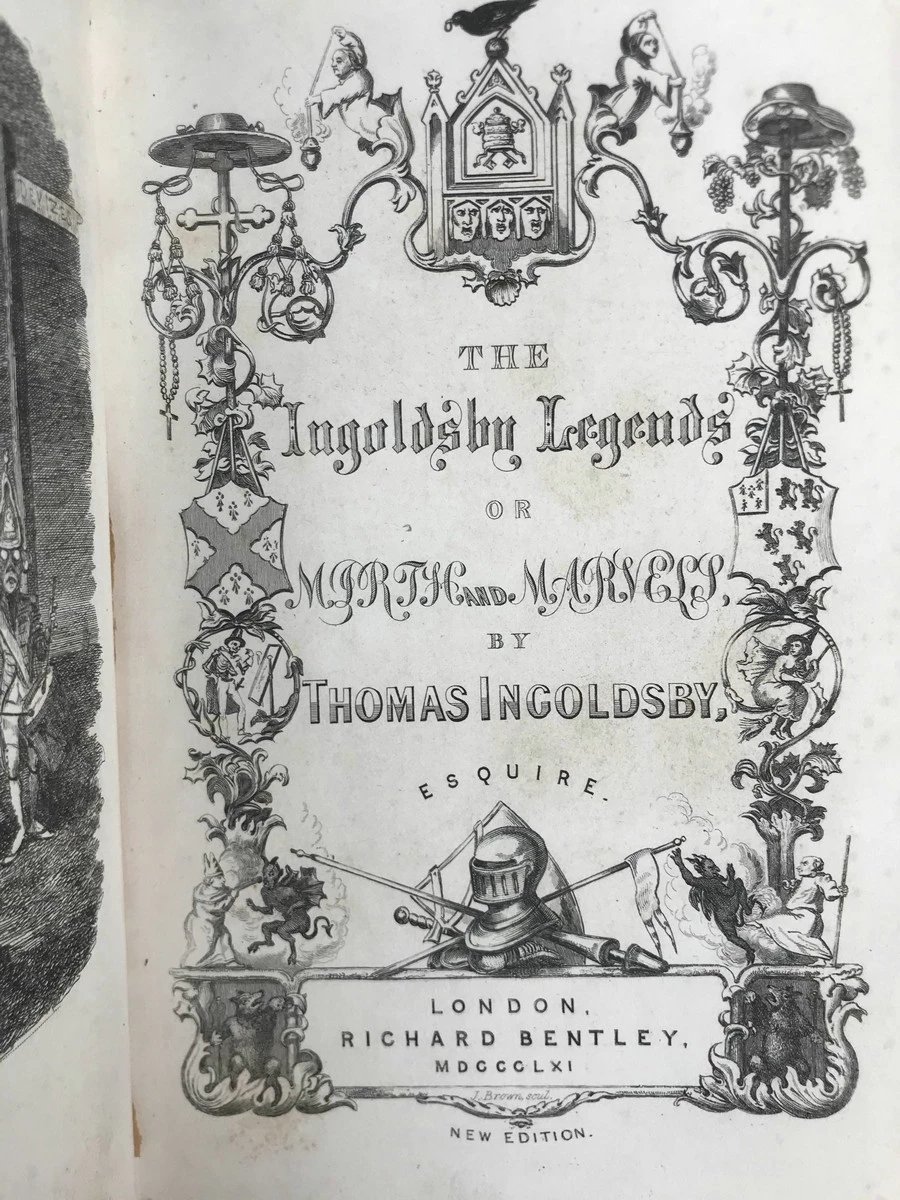 THE
Ingoldsby Legends
OR
MIRTH AND MARVELS,
BY
THOMAS INGOLDSBY,
ESQUIRE.
LONDON,
RICHARD BENTLEY,
MDCCCLXI
J. Brown, sculp.
NEW EDITION.